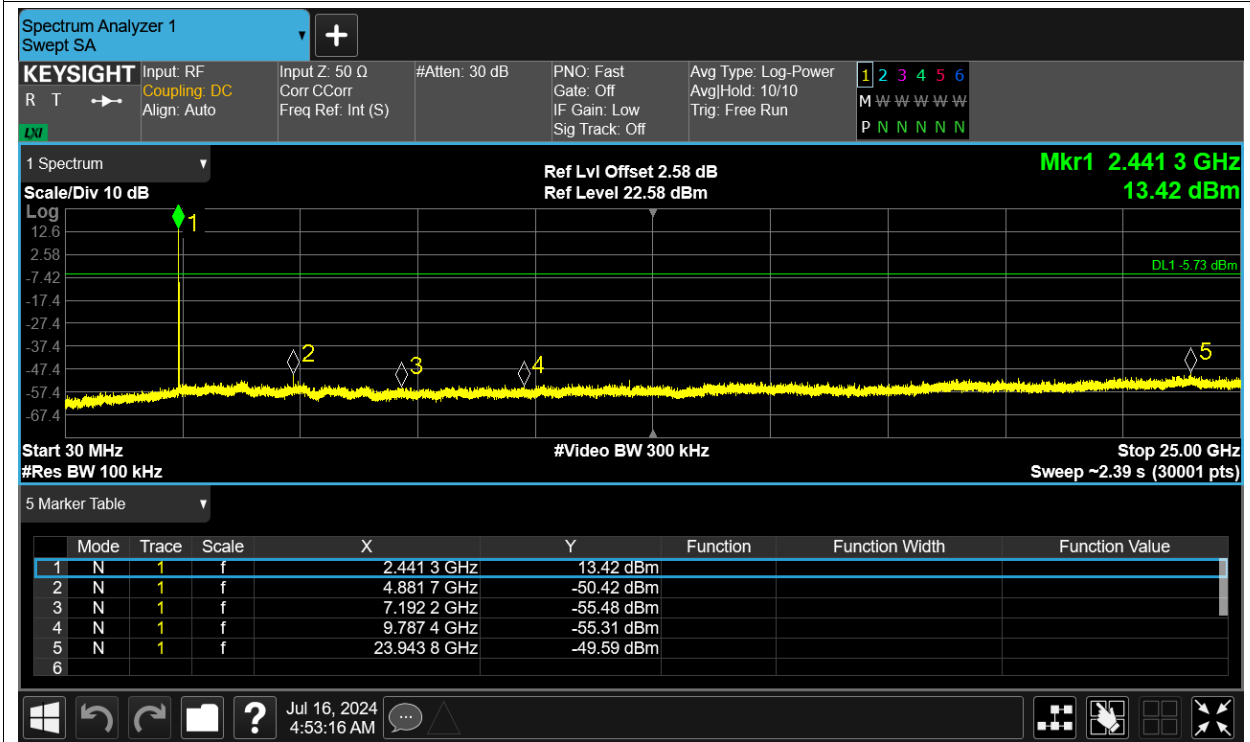 Spectrum Analyzer 1
Swept SA
+
KEYSIGHT
R T
LXI
Input: RF
Coupling: DC
Align: Auto
Input Z: 50 Ω
Corr CCorr
Freq Ref: Int (S)
#Atten: 30 dB
PNO: Fast
Gate: Off
IF Gain: Low
Sig Track: Off
Avg Type: Log-Power
Avg|Hold: 10/10
Trig: Free Run
1 2 3 4 5 6
M W W W W W
P N N N N N
1 Spectrum
Scale/Div 10 dB
Ref Lvl Offset 2.58 dB
Ref Level 22.58 dBm
Mkr1 2.441 3 GHz
13.42 dBm
Log
12.6
2.58
-7.42
-17.4
-27.4
-37.4
-47.4
-57.4
-67.4
1
2
3
4
5
DL1 -5.73 dBm
Start 30 MHz
#Video BW 300 kHz
Stop 25.00 GHz
#Res BW 100 kHz
Sweep ~2.39 s (30001 pts)
5 Marker Table
Mode Trace Scale X Y Function Function Width Function Value
1 N 1 f 2.441 3 GHz 13.42 dBm
2 N 1 f 4.881 7 GHz -50.42 dBm
3 N 1 f 7.192 2 GHz -55.48 dBm
4 N 1 f 9.787 4 GHz -55.31 dBm
5 N 1 f 23.943 8 GHz -49.59 dBm
6
?
Jul 16, 2024
4:53:16 AM